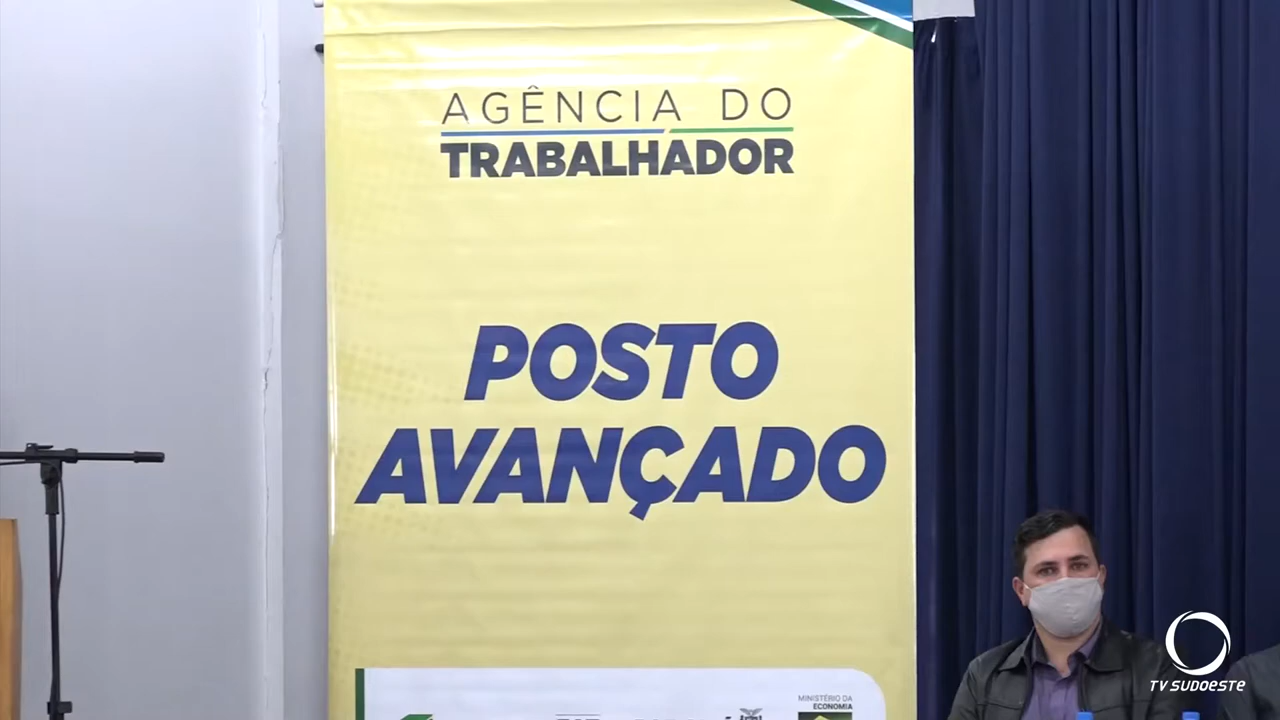 AGÊNCIA DO
TRABALHADOR
POSTO
AVANÇADO
MINISTÉRIO DA
ECONOMIA
TV SUDOESTE